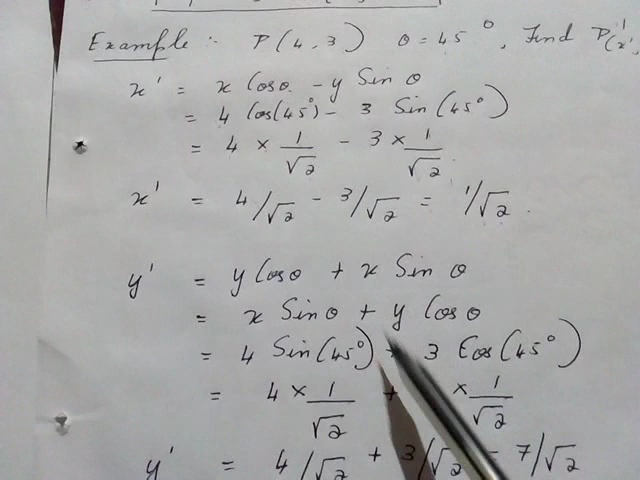 Example :- P(4,3) θ=45°, Find P'(x',
x' = x Cosθ - y Sin θ
= 4 Cos(45°) - 3 Sin(45°)
= 4 × 1/√2 - 3 × 1/√2
x' = 4/√2 - 3/√2 = 1/√2.
y' = y Cosθ + x Sin θ
= x Sinθ + y Cosθ
= 4 Sin(45°) + 3 Cos(45°)
= 4 × 1/√2 + × 1/√2
y' = 4/√2 + 3/√2 = 7/√2